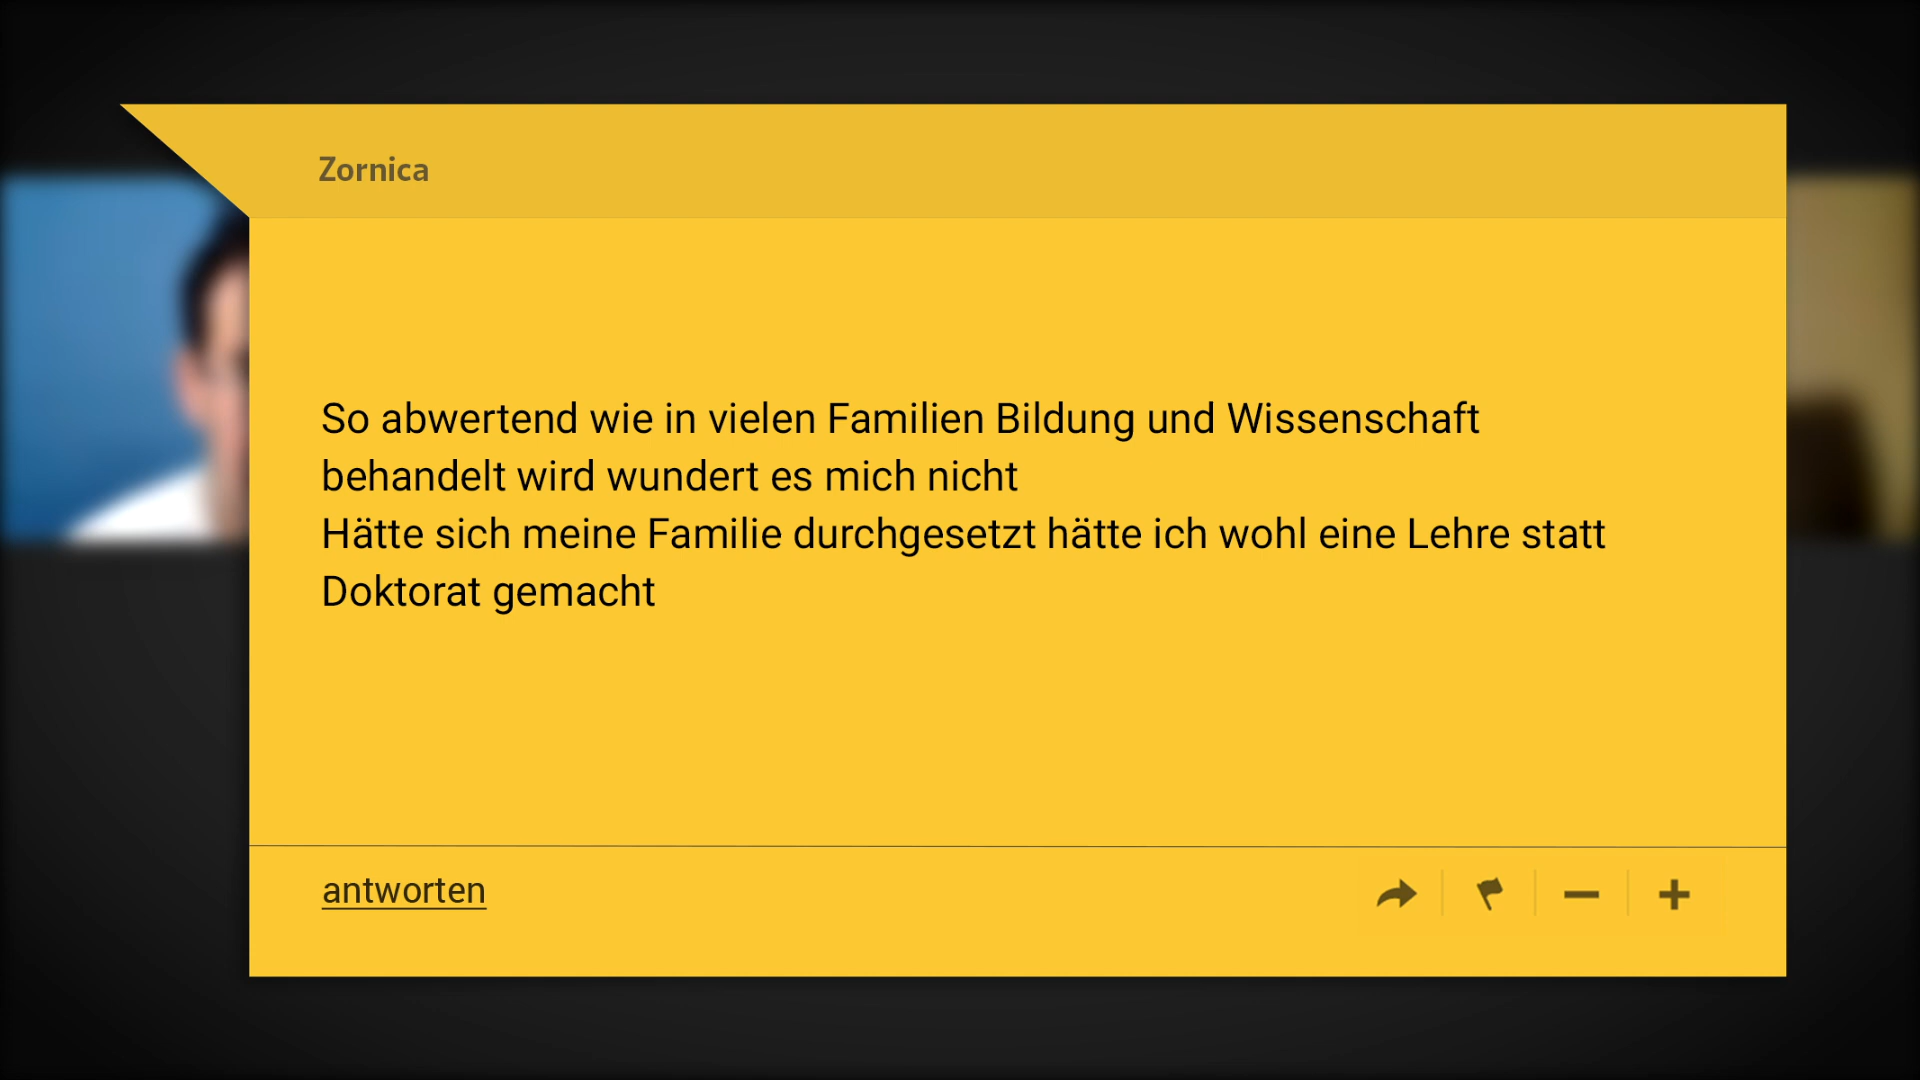 Zornica
So abwertend wie in vielen Familien Bildung und Wissenschaft
behandelt wird wundert es mich nicht
Hätte sich meine Familie durchgesetzt hätte ich wohl eine Lehre statt
Doktorat gemacht
antworten